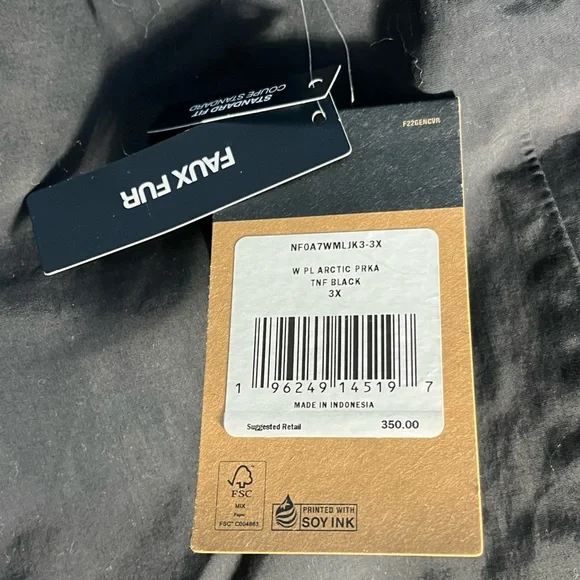 STANDARD FIT
COUPE STANDARD
FAUX FUR
F22GENCVR
NF0A7WMLJK3-3X
W PL ARCTIC PRKA
TNF BLACK
3X
1 96249 14519 7
MADE IN INDONESIA
Suggested Retail 350.00
FSC
MIX
Paper
FSC® C004863
PRINTED WITH
SOY INK